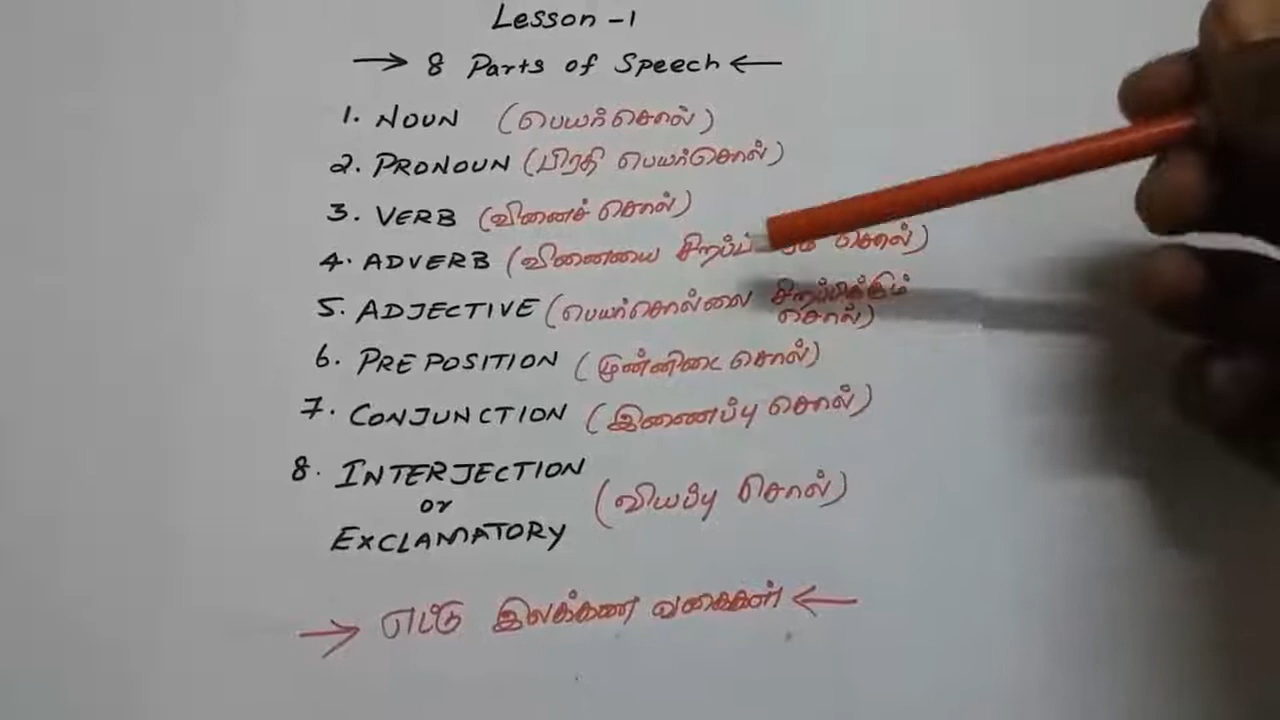 Lesson - 1
→ 8 Parts of Speech ←
1. NOUN (பெயர்சொல்)
2. PRONOUN (பிரதி பெயர்சொல்)
3. VERB (வினைச் சொல்)
4. ADVERB (வினையை சொல்)
5. ADJECTIVE (பெயர்சொல்லை சிறப்பிக்கும்
சொல்)
6. PREPOSITION (முன்னிடை சொல்)
7. CONJUNCTION (இணைப்பு சொல்)
8. INTERJECTION
or
EXCLAMATORY (வியப்பு சொல்)
→ எட்டு இலக்கண வகைகள் ←